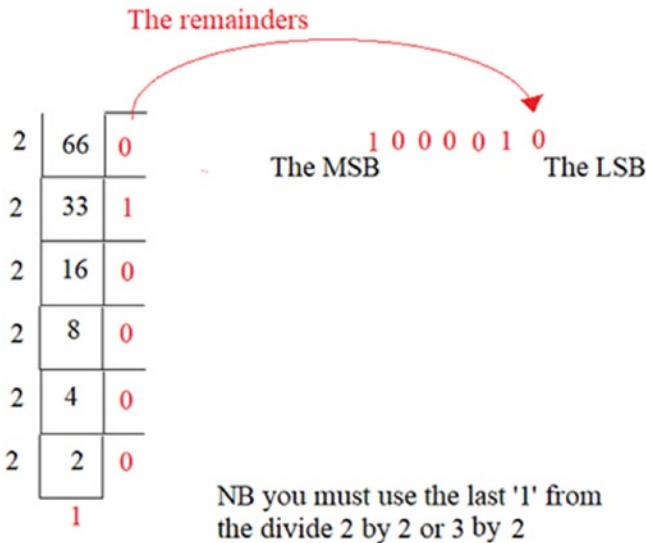 The remainders
2 66 0
1 0 0 0 0 1 0
The MSB The LSB
2 33 1
2 16 0
2 8 0
2 4 0
2 2 0
1
NB you must use the last '1' from
the divide 2 by 2 or 3 by 2